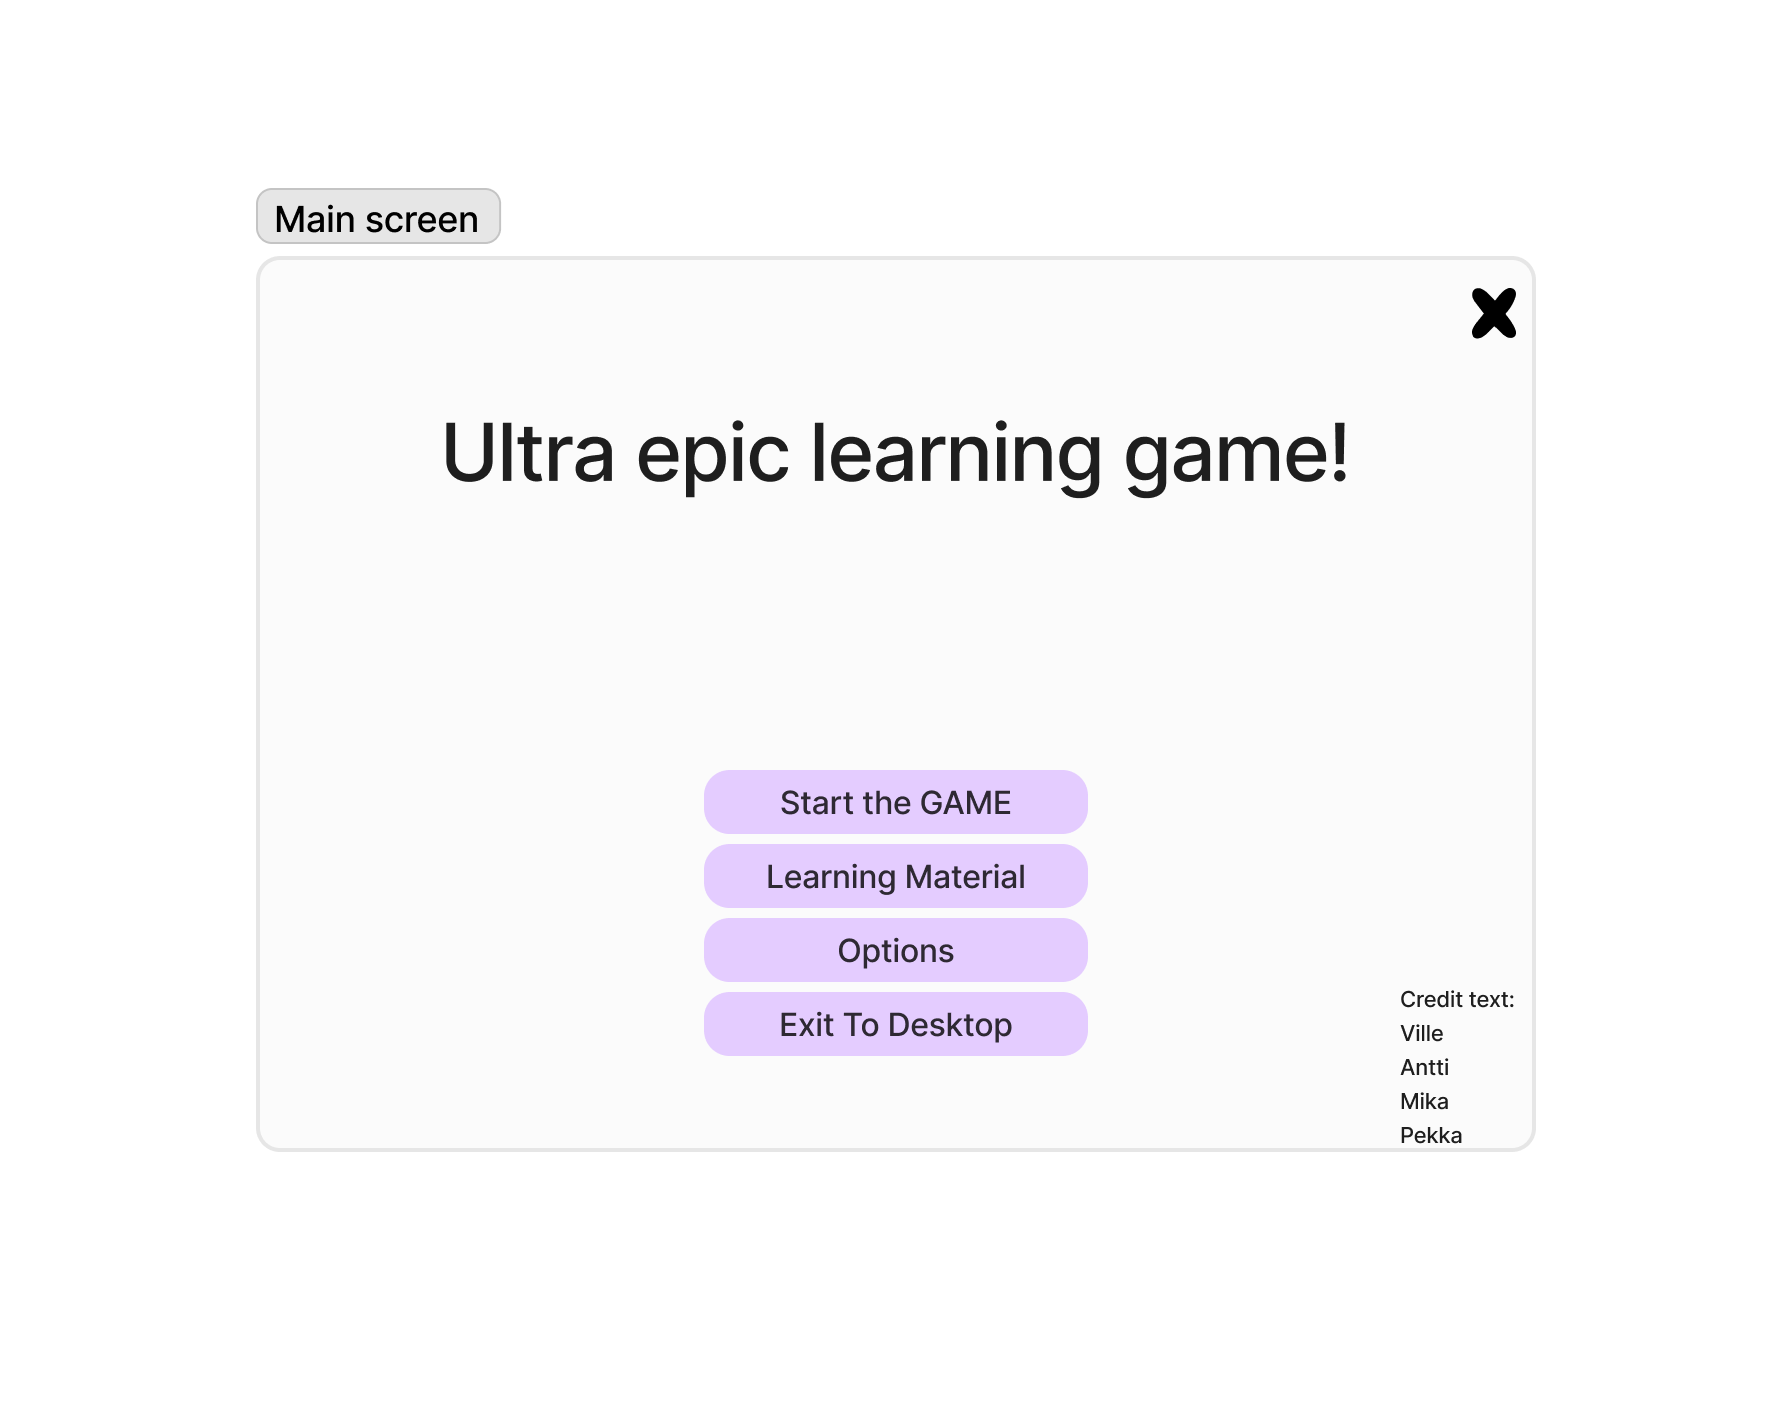 Main screen
Ultra epic learning game!
Start the GAME
Learning Material
Options
Exit To Desktop
Credit text:
Ville
Antti
Mika
Pekka